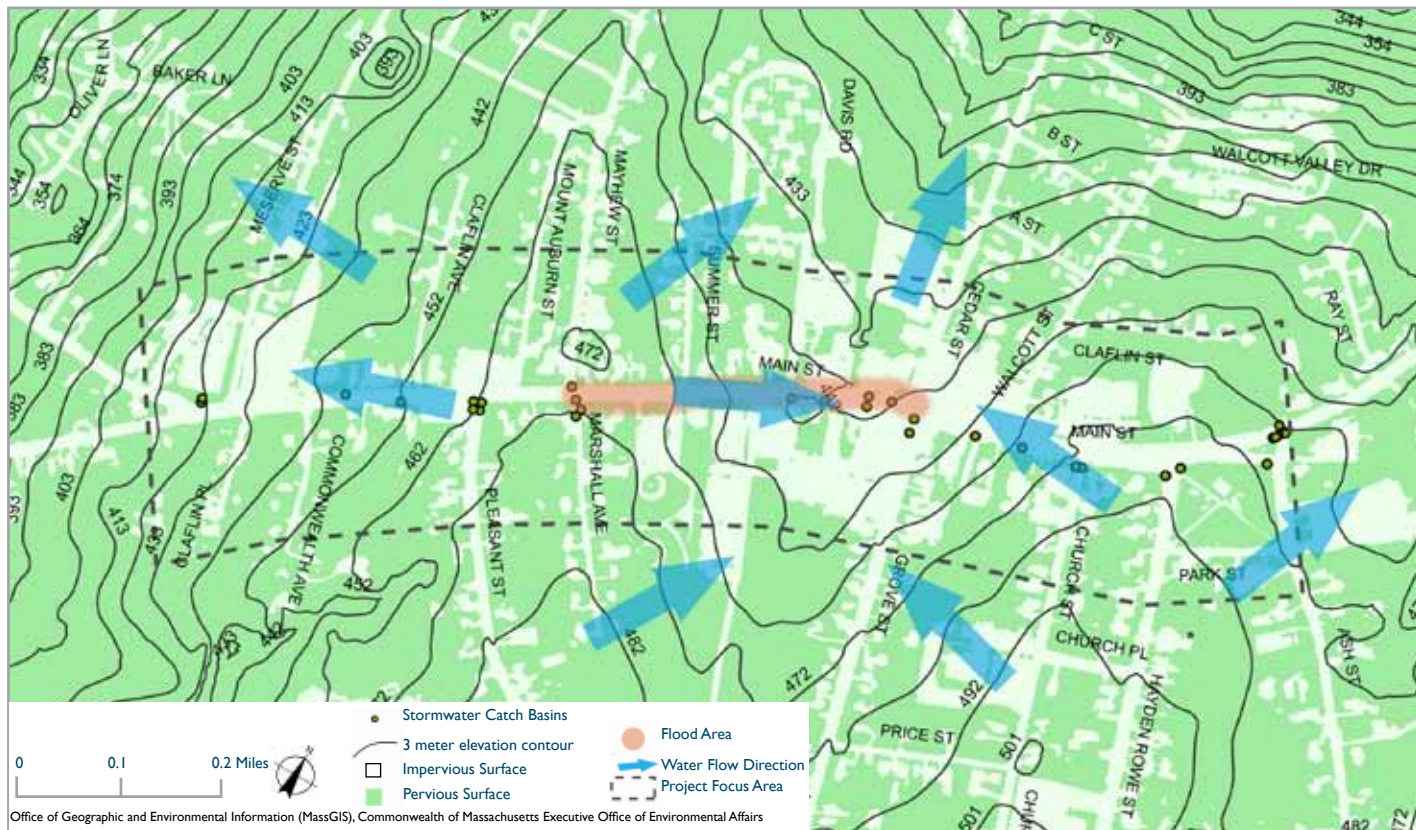 C ST
344
354
383
393
403
393
334
OLIVER LN
BAKER LN
403
413
442
DAVIS RD
B ST
WALCOTT VALLEY DR
344
354
364
374
393
MESERVE ST
423
CLAFLIN AVE
MOUNT AUBURN ST
MAYHEW ST
433
A ST
452
SUMMER ST
CEDAR ST
WALCOTT ST
RAY ST
383
383
472
MAIN ST
CLAFLIN ST
393
403
413
462
MARSHALL AVE
MAIN ST
COMMONWEALTH AVE
PLEASANT ST
CLAFLIN PL
452
GROVE ST
CHURCH ST
PARK ST
482
CHURCH PL
ASH ST
472
492
HAYDEN ROWE ST
PRICE ST
501
501
482
472
0
0.1
0.2 Miles
Stormwater Catch Basins
3 meter elevation contour
Impervious Surface
Pervious Surface
Flood Area
Water Flow Direction
Project Focus Area
Office of Geographic and Environmental Information (MassGIS), Commonwealth of Massachusetts Executive Office of Environmental Affairs